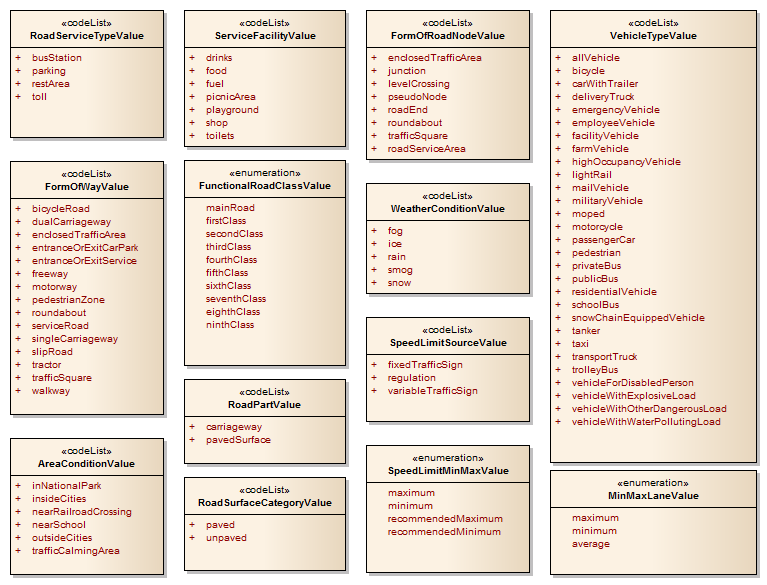 «codeList»
RoadServiceTypeValue
+ busStation
+ parking
+ restArea
+ toll
«codeList»
FormOfWayValue
+ bicycleRoad
+ dualCarriageway
+ enclosedTrafficArea
+ entranceOrExitCarPark
+ entranceOrExitService
+ freeway
+ motorway
+ pedestrianZone
+ roundabout
+ serviceRoad
+ singleCarriageway
+ slipRoad
+ tractor
+ trafficSquare
+ walkway
«codeList»
AreaConditionValue
+ inNationalPark
+ insideCities
+ nearRailroadCrossing
+ nearSchool
+ outsideCities
+ trafficCalmingArea
«codeList»
ServiceFacilityValue
+ drinks
+ food
+ fuel
+ picnicArea
+ playground
+ shop
+ toilets
«enumeration»
FunctionalRoadClassValue
mainRoad
firstClass
secondClass
thirdClass
fourthClass
fifthClass
sixthClass
seventhClass
eighthClass
ninthClass
«codeList»
RoadPartValue
+ carriageway
+ pavedSurface
«codeList»
RoadSurfaceCategoryValue
+ paved
+ unpaved
«codeList»
FormOfRoadNodeValue
+ enclosedTrafficArea
+ junction
+ levelCrossing
+ pseudoNode
+ roadEnd
+ roundabout
+ trafficSquare
+ roadServiceArea
«codeList»
WeatherConditionValue
+ fog
+ ice
+ rain
+ smog
+ snow
«codeList»
SpeedLimitSourceValue
+ fixedTrafficSign
+ regulation
+ variableTrafficSign
«enumeration»
SpeedLimitMinMaxValue
maximum
minimum
recommendedMaximum
recommendedMinimum
«codeList»
VehicleTypeValue
+ allVehicle
+ bicycle
+ carWithTrailer
+ deliveryTruck
+ emergencyVehicle
+ employeeVehicle
+ facilityVehicle
+ farmVehicle
+ highOccupancyVehicle
+ lightRail
+ mailVehicle
+ militaryVehicle
+ moped
+ motorcycle
+ passengerCar
+ pedestrian
+ privateBus
+ publicBus
+ residentialVehicle
+ schoolBus
+ snowChainEquippedVehicle
+ tanker
+ taxi
+ transportTruck
+ trolleyBus
+ vehicleForDisabledPerson
+ vehicleWithExplosiveLoad
+ vehicleWithOtherDangerousLoad
+ vehicleWithWaterPollutingLoad
«enumeration»
MinMaxLaneValue
maximum
minimum
average